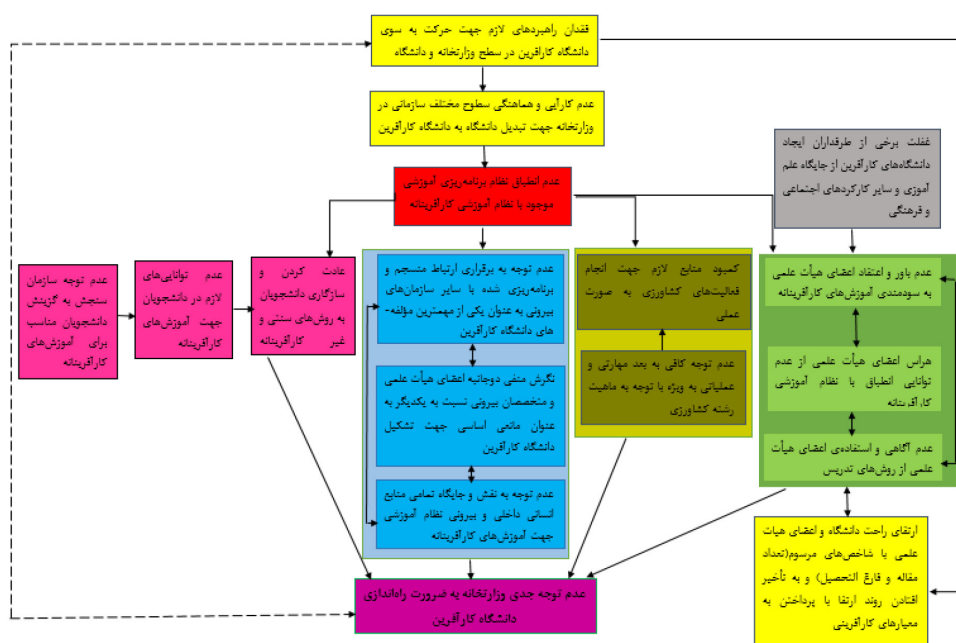 فقدان راهبردهای لازم جهت حرکت به سوی
دانشگاه کارآفرین در سطح وزارتخانه و دانشگاه
عدم کارآیی و هماهنگی سطوح مختلف سازمانی در
وزارتخانه جهت تبدیل دانشگاه به دانشگاه کارآفرین
غفلت برخی از طرفداران ایجاد
دانشگاه‌های کارآفرین از جایگاه علم
آموزی و سایر کارکردهای اجتماعی
و فرهنگی
عدم انطباق نظام برنامه‌ریزی آموزشی
موجود با نظام آموزشی کارآفرینانه
عدم باور و اعتقاد اعضای هیأت علمی
به سودمندی آموزش‌های کارآفرینانه
هراس اعضای هیأت علمی از عدم
توانایی انطباق با نظام آموزشی
کارآفرینانه
عدم آگاهی و استفاده‌ی اعضای هیأت
علمی از روش‌های تدریس
کمبود منابع لازم جهت انجام
فعالیت‌های کشاورزی به صورت
عملی
عدم توجه کافی به بعد مهارتی و
عملیاتی به ویژه با توجه به ماهیت
رشته کشاورزی
عدم توجه به برقراری ارتباط منسجم و
برنامه‌ریزی شده با سایر سازمان‌های
بیرونی به عنوان یکی از مهمترین مؤلفه-
های دانشگاه کارآفرین
نگرش منفی دوجانبه اعضای هیأت علمی
و متخصصان بیرونی نسبت به یکدیگر به
عنوان مانعی اساسی جهت تشکیل
دانشگاه کارآفرین
عدم توجه به نقش و جایگاه تمامی منابع
انسانی داخلی و بیرونی نظام آموزشی
جهت آموزش‌های کارآفرینانه
عادت کردن و
سازگاری دانشجویان
به روش‌های سنتی و
غیر کارآفرینانه
عدم توانایی‌های
لازم در دانشجویان
جهت آموزش‌های
کارآفرینانه
عدم توجه سازمان
سنجش به گزینش
دانشجویان مناسب
برای آموزش‌های
کارآفرینانه
ارتقای راحت دانشگاه و اعضای هیات
علمی با شاخص‌های مرسوم(تعداد
مقاله و فارغ التحصیل) و به تأخیر
افتادن روند ارتقا با پرداختن به
معیارهای کارآفرینی
عدم توجه جدی وزارتخانه به ضرورت راه‌اندازی
دانشگاه کارآفرین